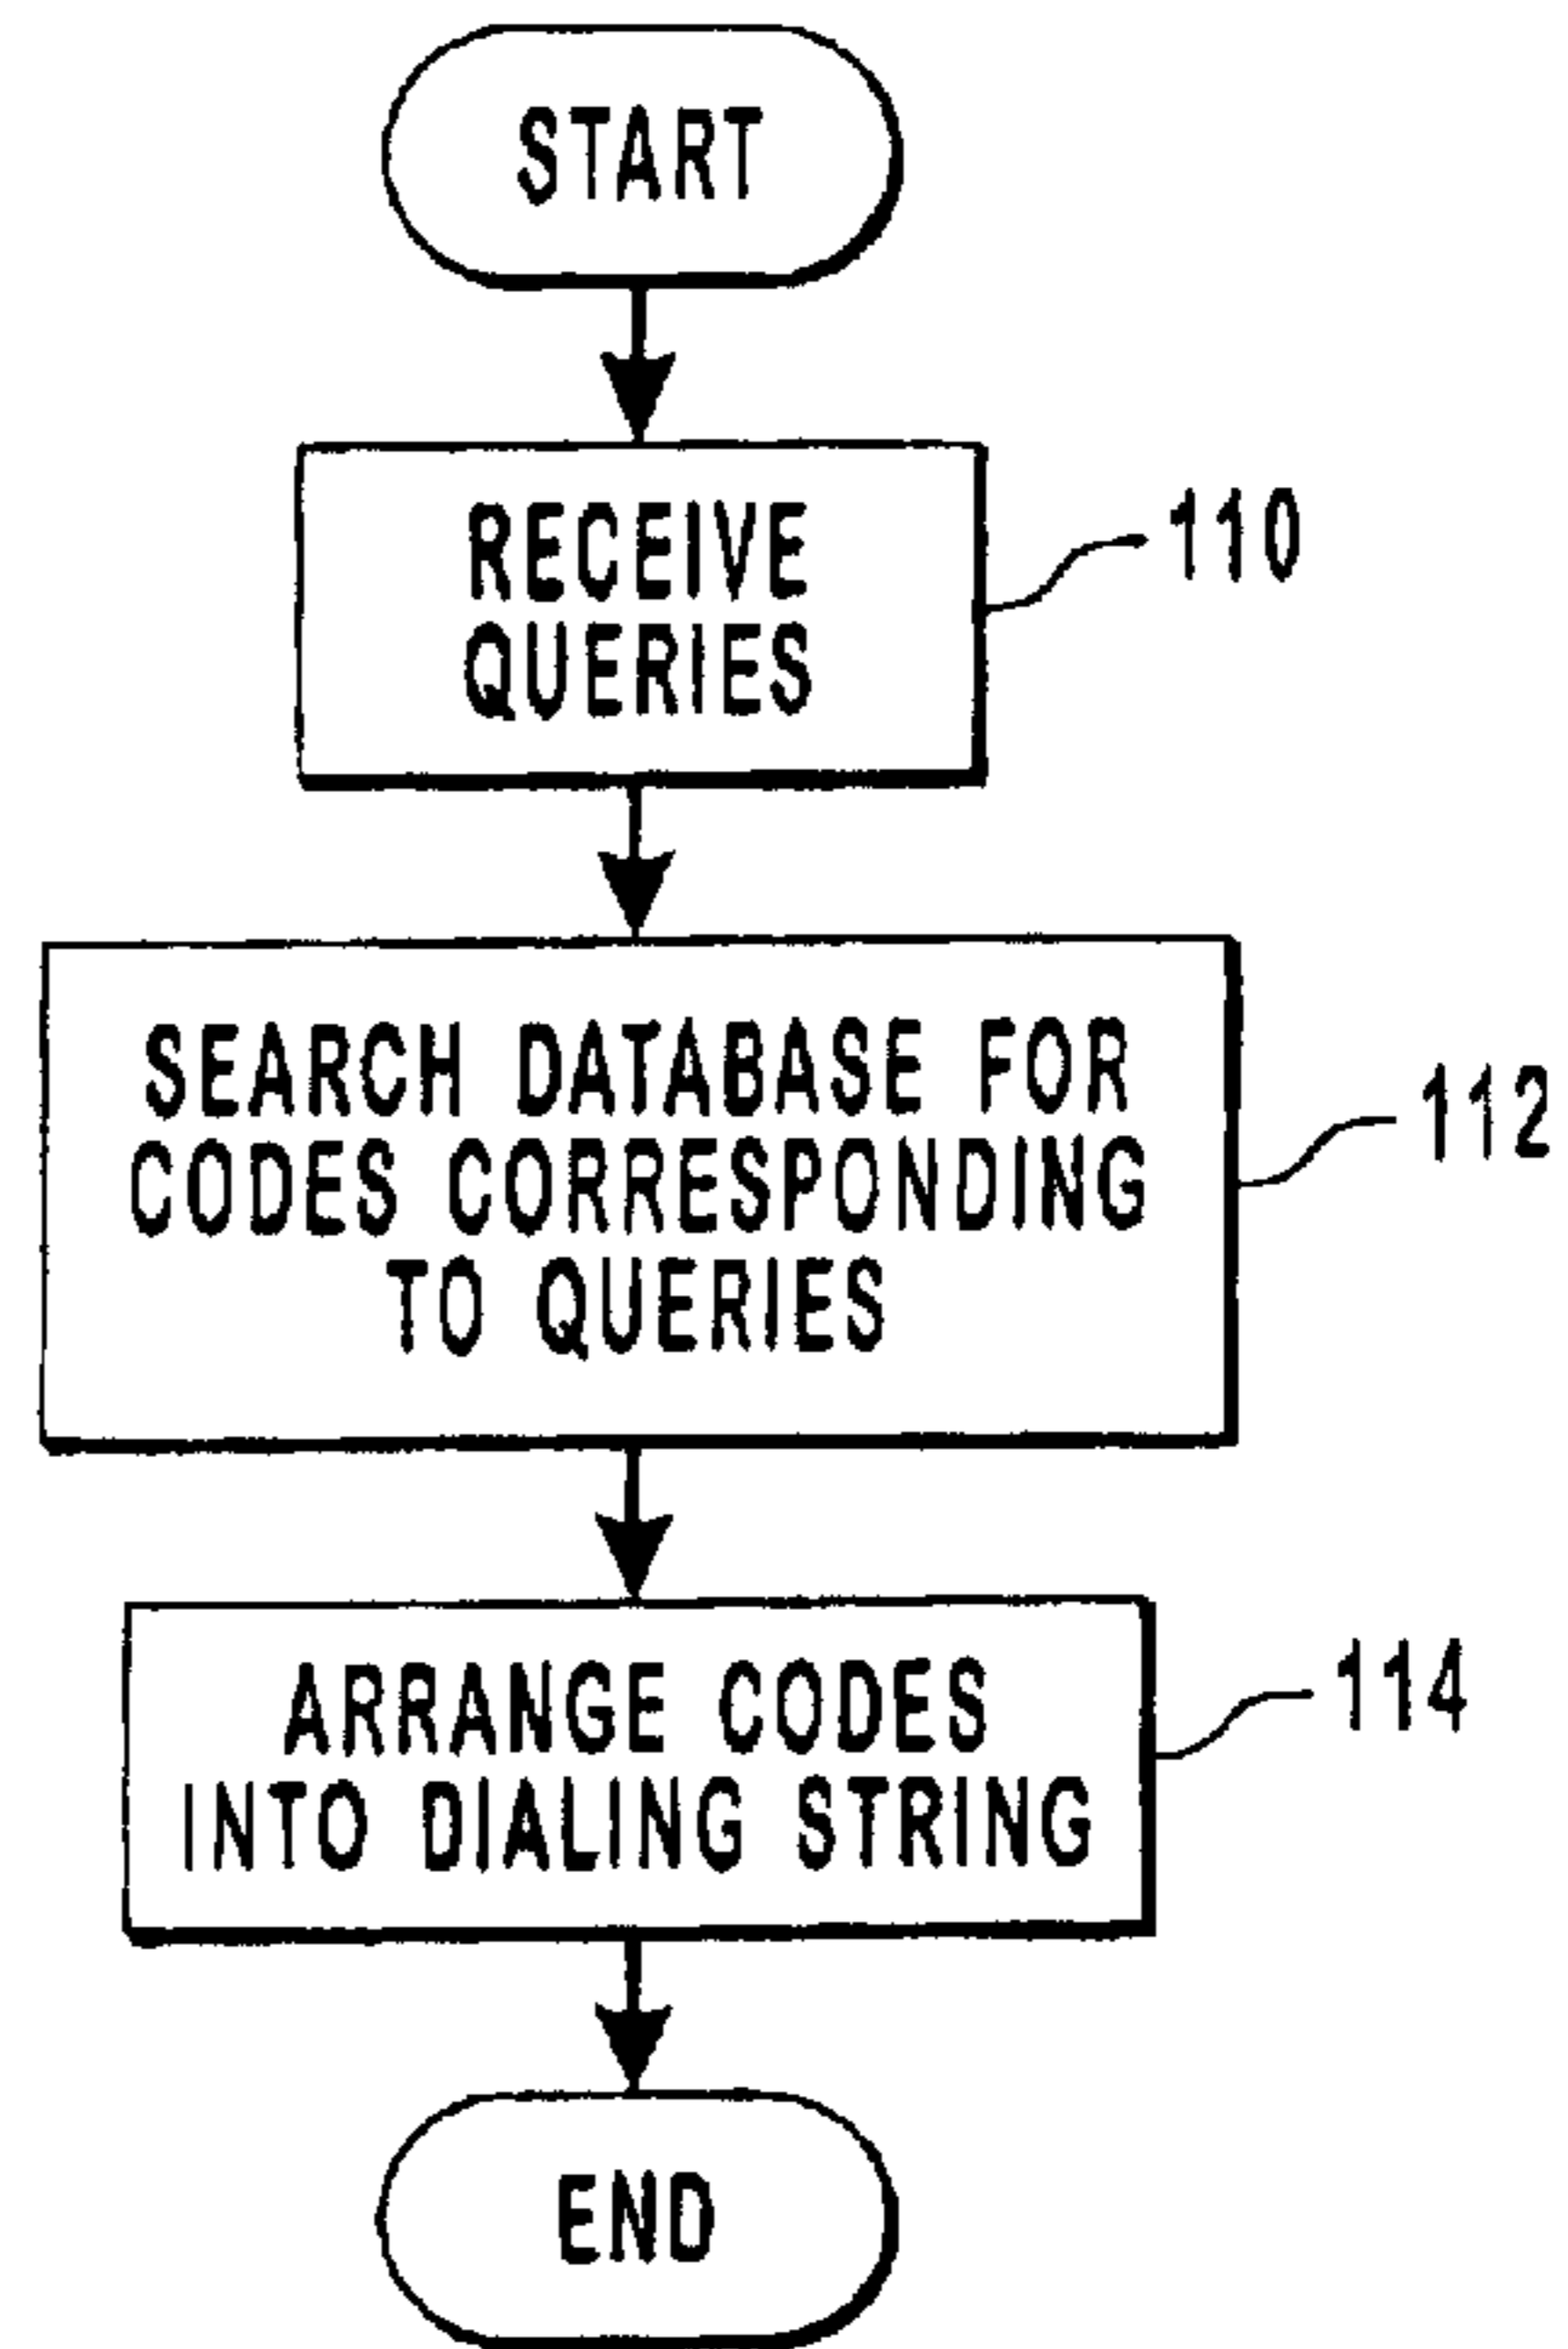 START
RECEIVE
QUERIES
110
SEARCH DATABASE FOR
CODES CORRESPONDING
TO QUERIES
112
ARRANGE CODES
INTO DIALING STRING
114
END